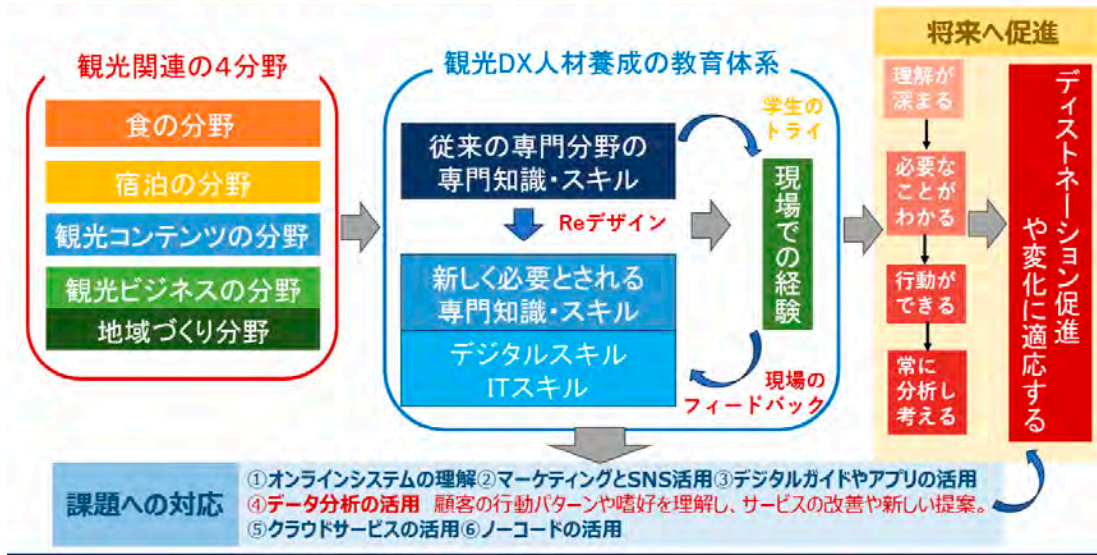 観光関連の4分野
食の分野
宿泊の分野
観光コンテンツの分野
観光ビジネスの分野
地域づくり分野
観光DX人材養成の教育体系
従来の専門分野の
専門知識・スキル
Reデザイン
新しく必要とされる
専門知識・スキル
デジタルスキル
ITスキル
学生の
トライ
現場での経験
現場の
フィードバック
将来へ促進
理解が
深まる
必要な
ことが
わかる
行動が
できる
常に
分析し
考える
ディストネーション促進
や変化に適応する
課題への対応
①オンラインシステムの理解②マーケティングとSNS活用③デジタルガイドやアプリの活用
④データ分析の活用 顧客の行動パターンや嗜好を理解し、サービスの改善や新しい提案。
⑤クラウドサービスの活用⑥ノーコードの活用